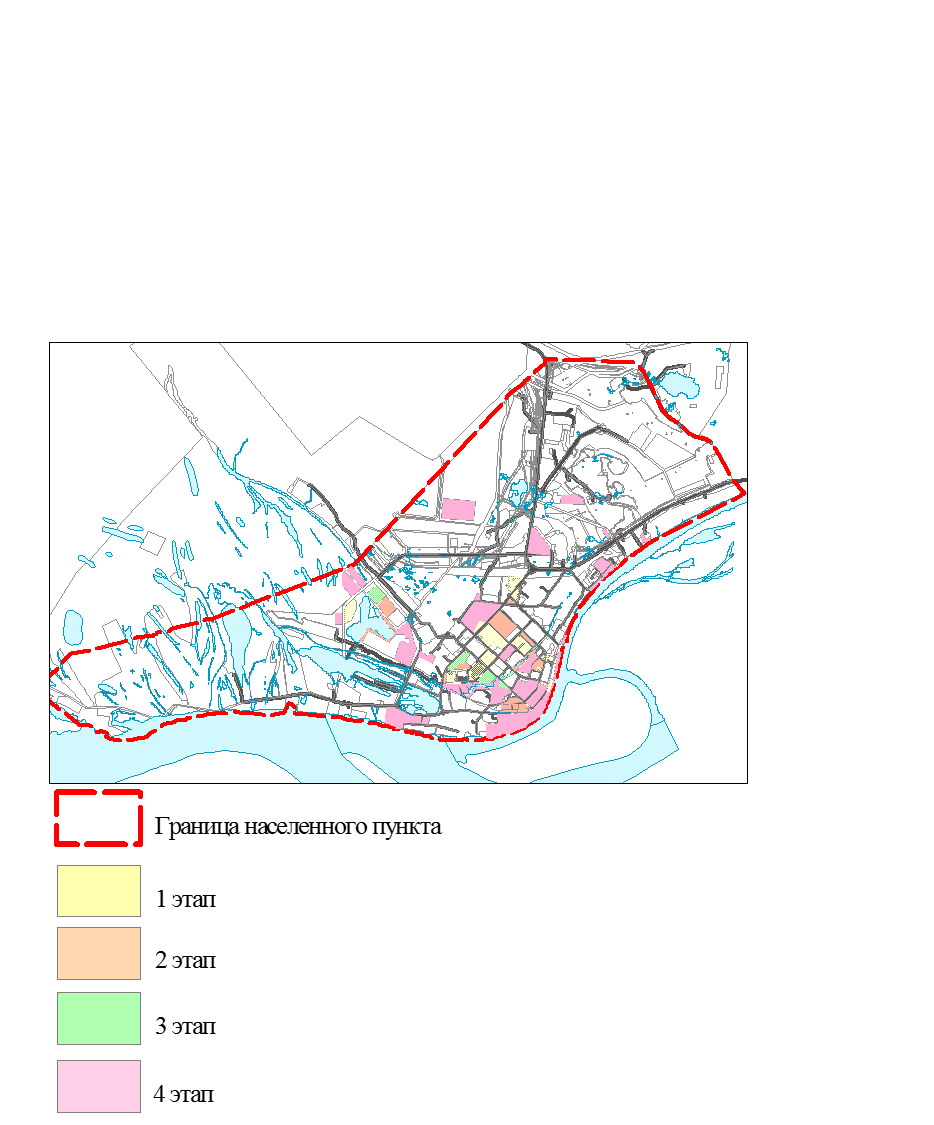 Граница населенного пункта
1 этап
2 этап
3 этап
4 этап